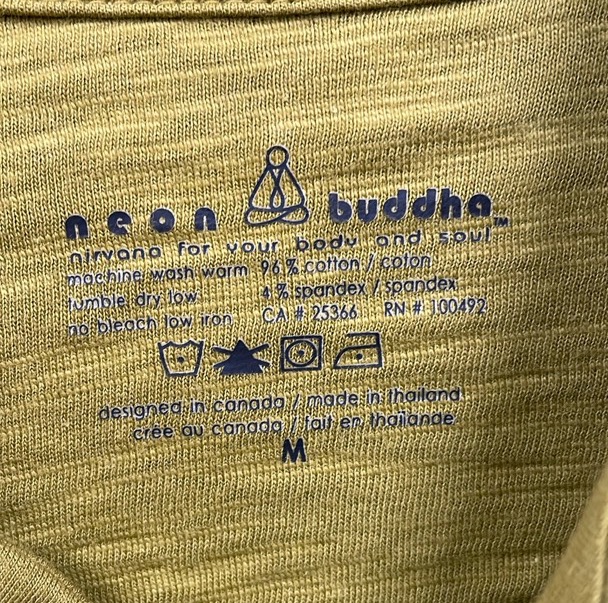 neon buddha™
nirvana for your body and soul
machine wash warm 96% cotton / coton
tumble dry low 4% spandex / spandex
no bleach low iron CA # 25366 RN # 100492
designed in canada / made in thailand
crée au canada / fait en thaïlande
M